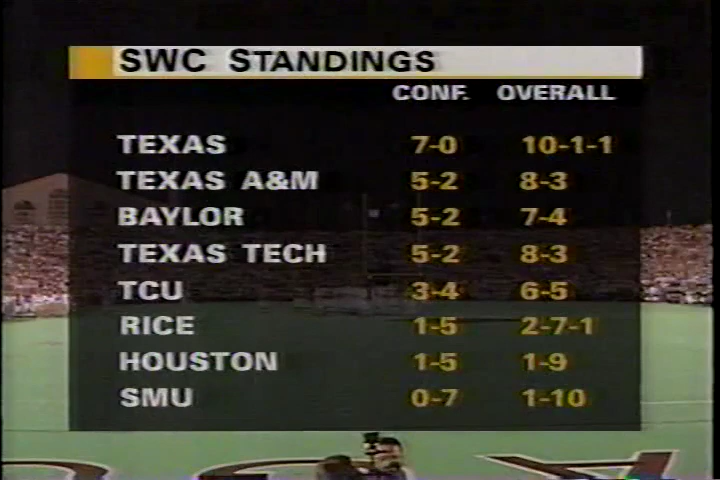 SWC STANDINGS
CONF. OVERALL
TEXAS 7-0 10-1-1
TEXAS A&M 5-2 8-3
BAYLOR 5-2 7-4
TEXAS TECH 5-2 8-3
TCU 3-4 6-5
RICE 1-5 2-7-1
HOUSTON 1-5 1-9
SMU 0-7 1-10